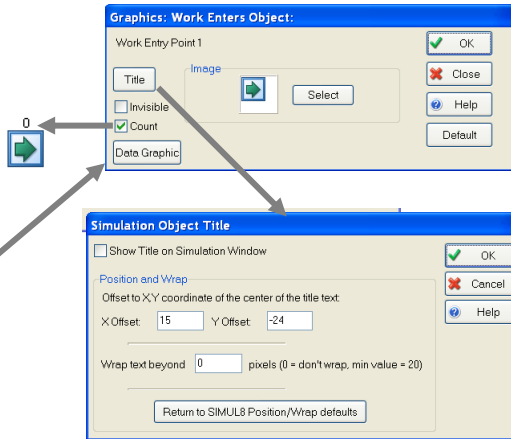 Graphics: Work Enters Object:
Work Entry Point 1
OK
Title
Image
Select
Close
Invisible
Help
0
Count
Default
Data Graphic
Simulation Object Title
Show Title on Simulation Window
OK
Position and Wrap
Cancel
Offset to X,Y coordinate of the center of the title text:
Help
X Offset: 15 Y Offset: -24
Wrap text beyond 0 pixels (0 = don't wrap, min value = 20)
Return to SIMUL8 Position/Wrap defaults